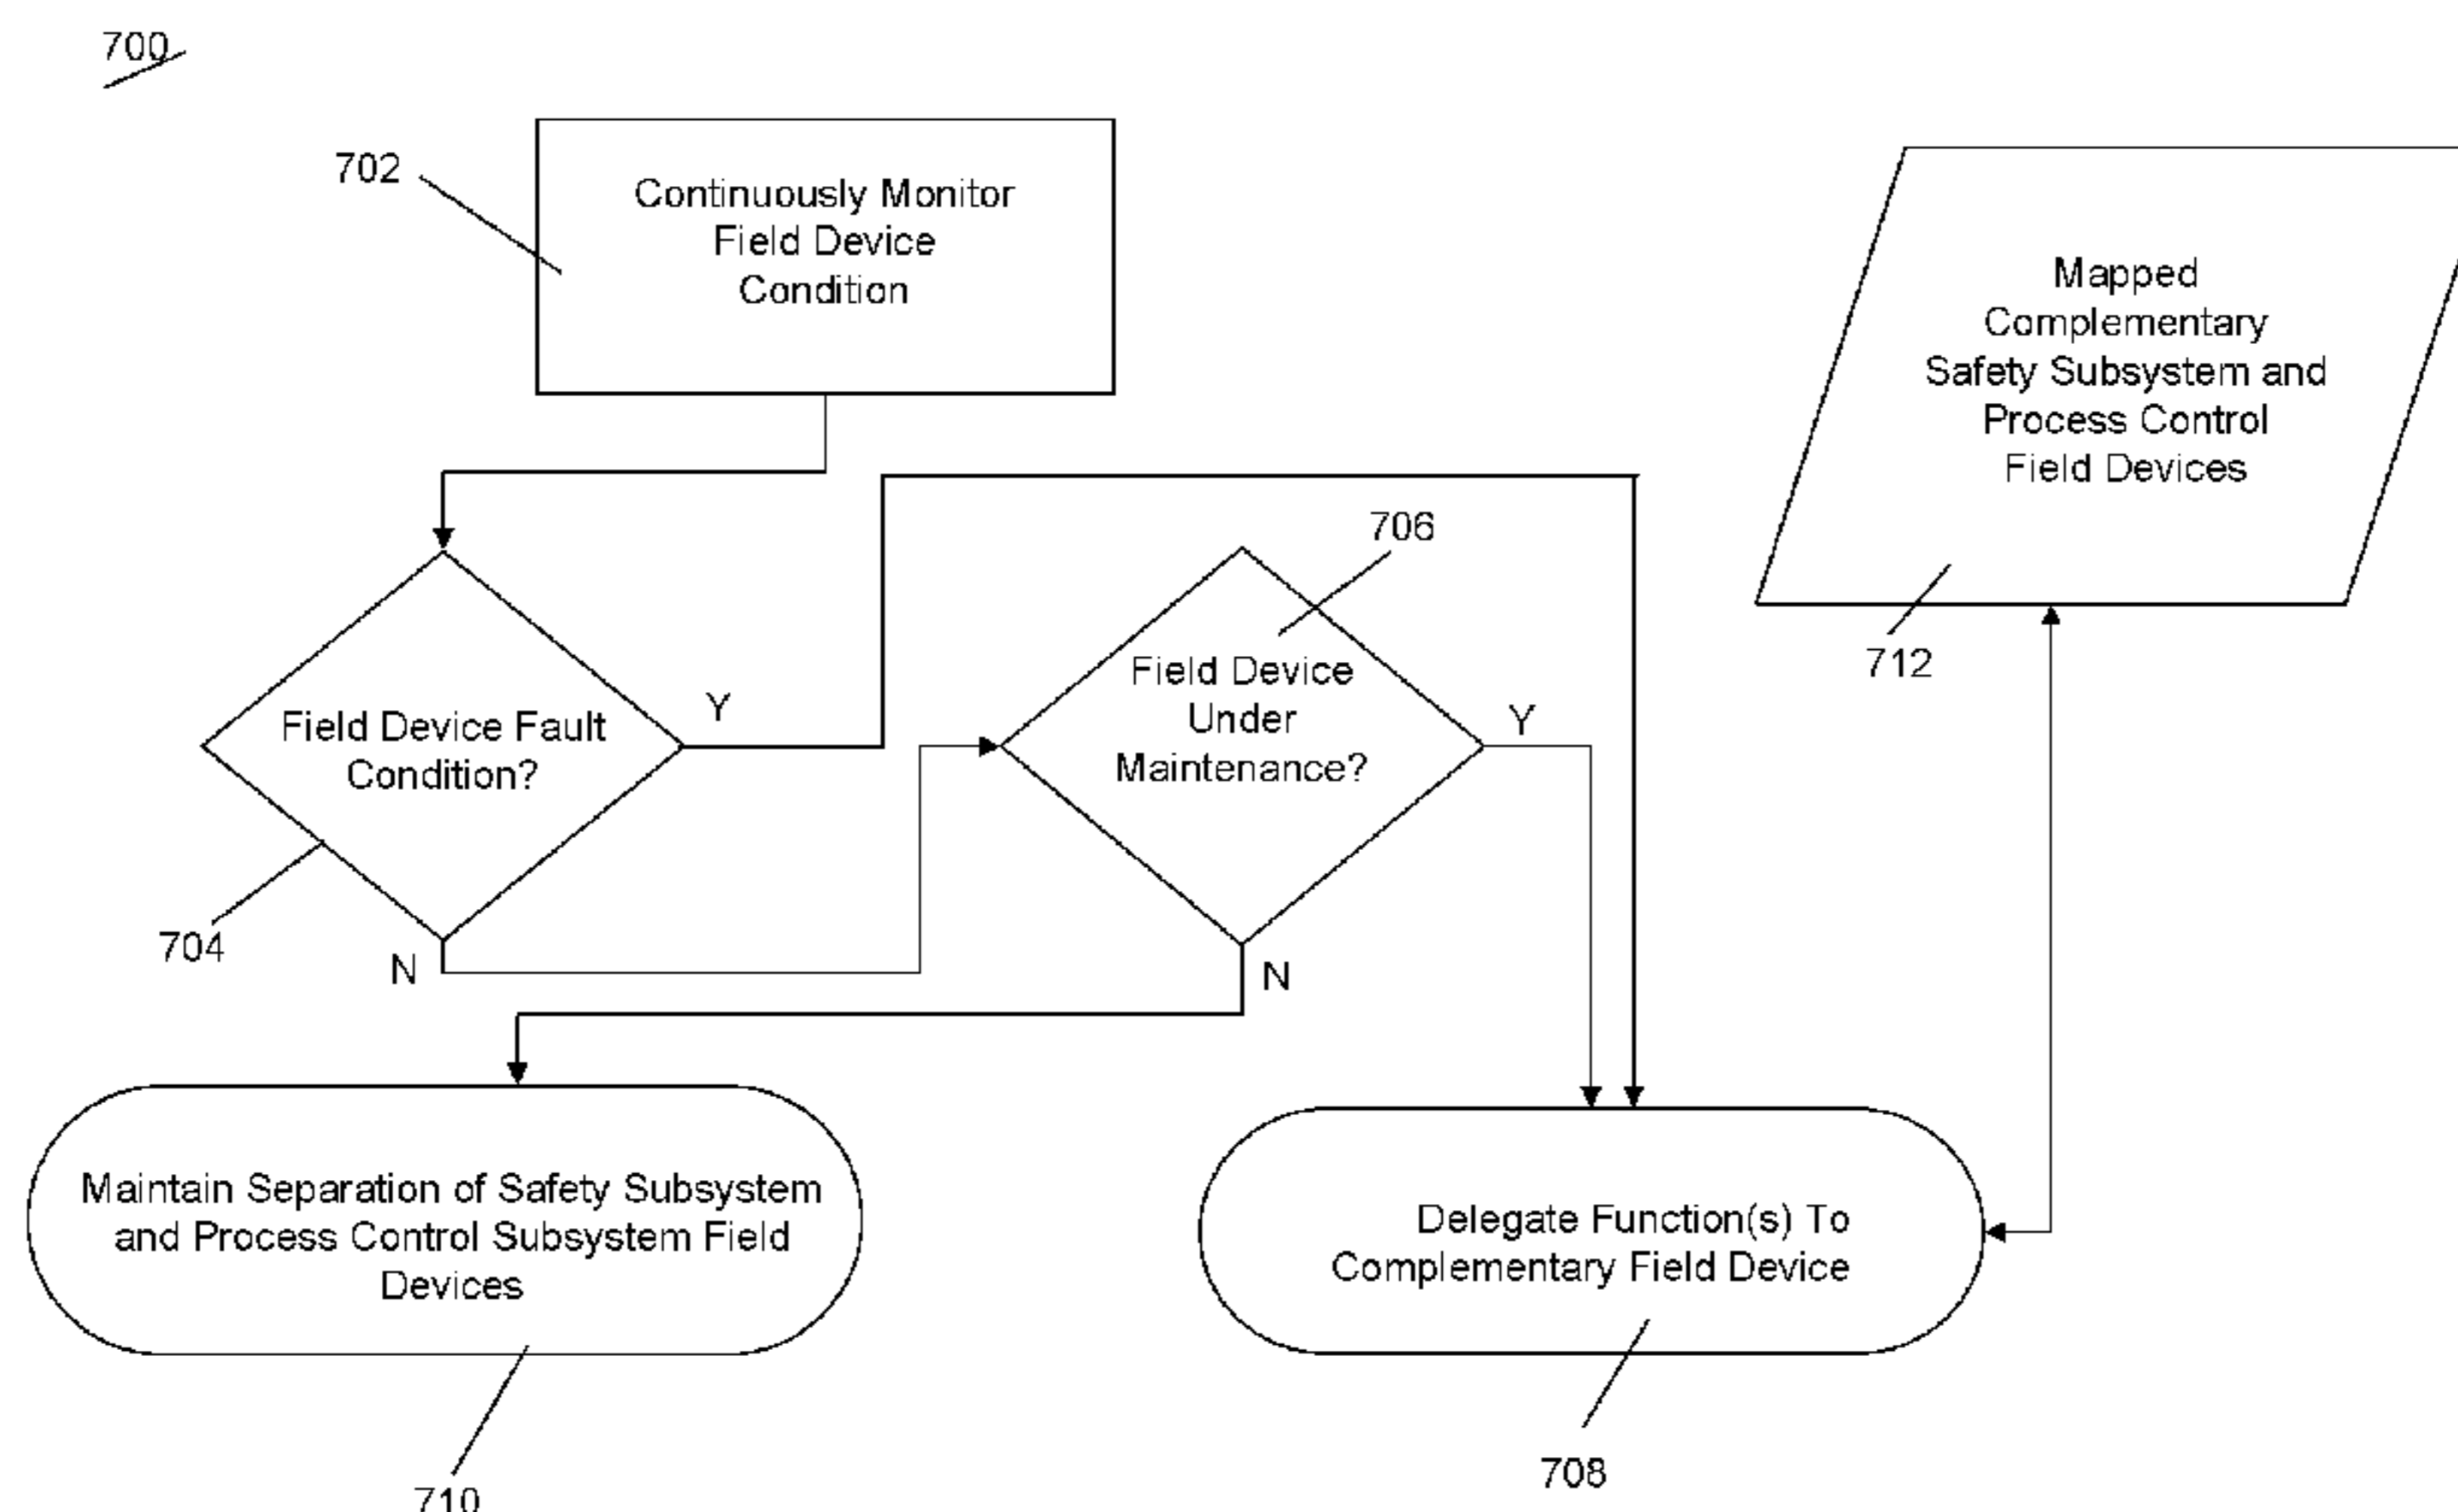 700
702
Continuously Monitor
Field Device
Condition
Mapped
Complementary
Safety Subsystem and
Process Control
Field Devices
712
706
Field Device Fault
Condition?
Y
N
704
Field Device
Under
Maintenance?
Y
N
Maintain Separation of Safety Subsystem
and Process Control Subsystem Field
Devices
710
Delegate Function(s) To
Complementary Field Device
708